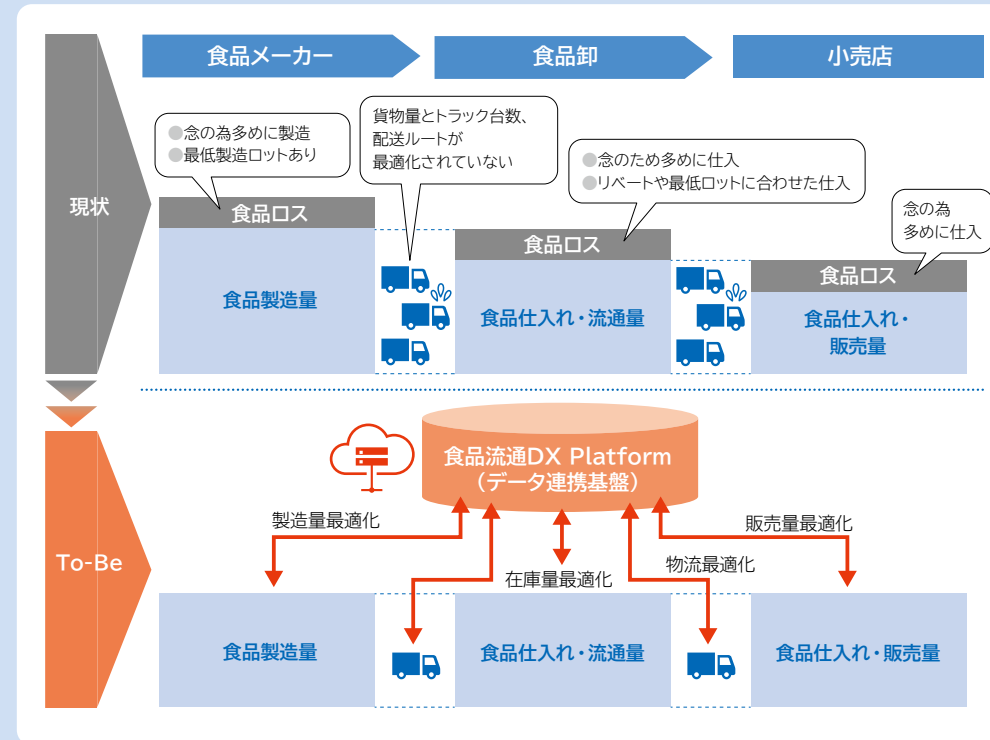 食品メーカー
食品卸
小売店
現状
●念の為多めに製造
●最低製造ロットあり
貨物量とトラック台数、
配送ルートが
最適化されていない
●念のため多めに仕入
●リベートや最低ロットに合わせた仕入
念の為
多めに仕入
食品ロス
食品ロス
食品ロス
食品製造量
食品仕入れ・流通量
食品仕入れ・
販売量
To-Be
食品流通DX Platform
（データ連携基盤）
製造量最適化
在庫量最適化
物流最適化
販売量最適化
食品製造量
食品仕入れ・流通量
食品仕入れ・販売量